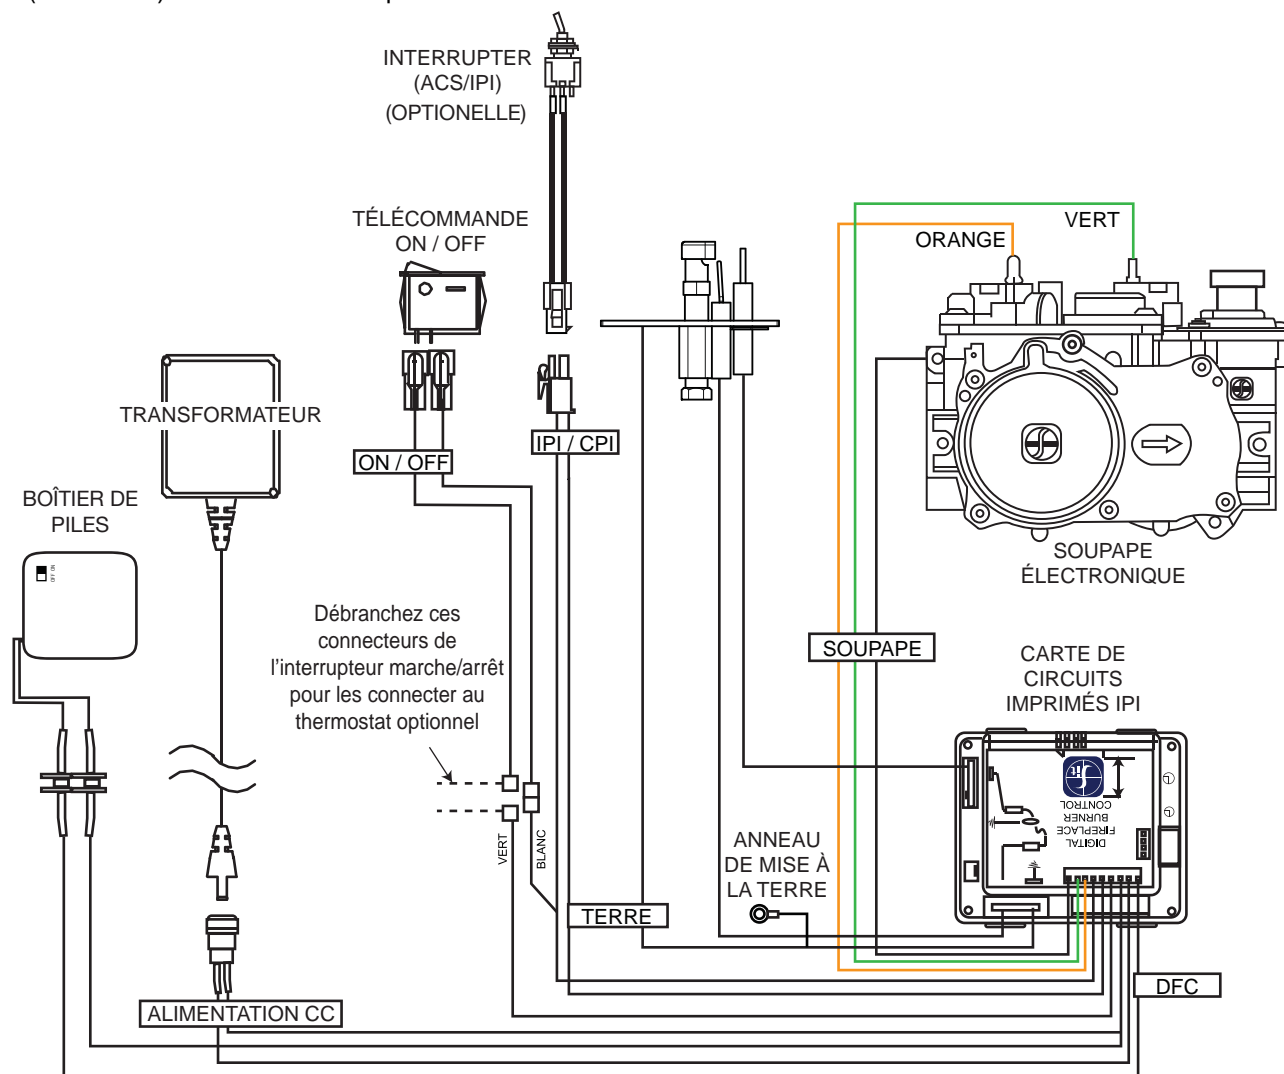 INTERRUPTER
(ACS/IPI)
(OPTIONELLE)
TÉLÉCOMMANDE
ON / OFF
VERT
ORANGE
TRANSFORMATEUR
IPI / CPI
ON / OFF
BOÎTIER DE
PILES
OFF ON
SOUPAPE
ÉLECTRONIQUE
Débranchez ces
connecteurs de
l'interrupteur marche/arrêt
pour les connecter au
thermostat optionnel
SOUPAPE
CARTE DE
CIRCUITS
IMPRIMÉS IPI
DIGITAL
FIREPLACE
BURNER
CONTROL
VERT
BLANC
ANNEAU
DE MISE À
LA TERRE
TERRE
DFC
ALIMENTATION CC